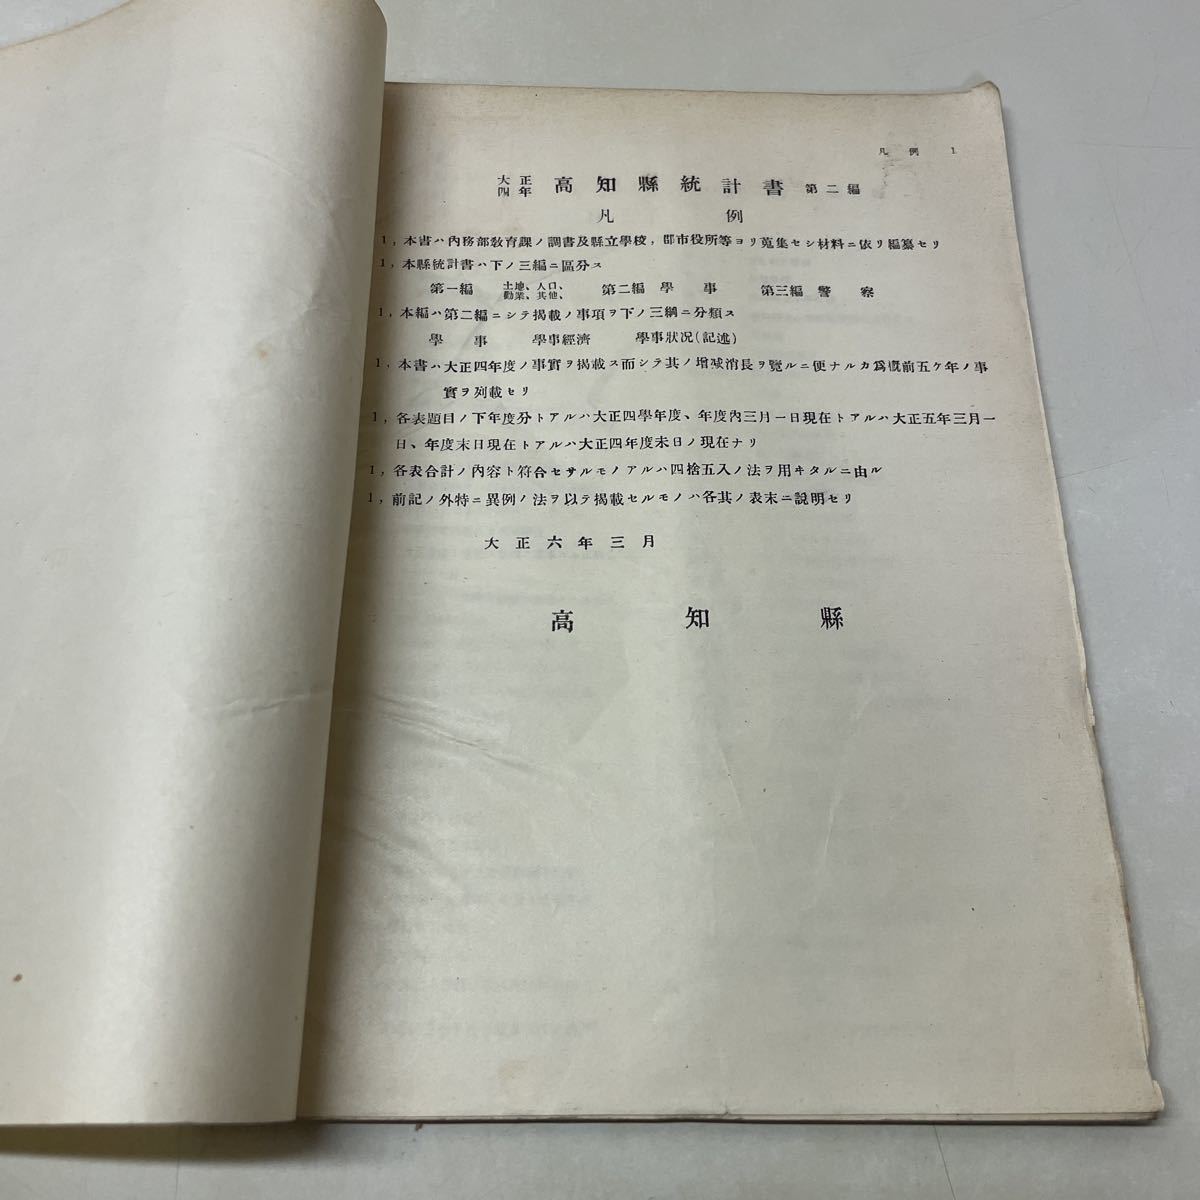 凡例 1
大正四年 高知縣統計書 第二編
凡例
1, 本書ハ內務部敎育課ノ調書及縣立學校, 郡市役所等ヨリ蒐集セシ材料ニ依リ編纂セリ
1, 本縣統計書ハ下ノ三編ニ區分ス
第一編 土地、人口、勸業、其他、 第二編 學事 第三編 警察
1, 本編ハ第二編ニシテ揭載ノ事項ヲ下ノ三綱ニ分類ス
學事 學事經濟 學事狀况(記述)
1, 本書ハ大正四年度ノ事實ヲ揭載ス而シテ其ノ增减消長ヲ覽ルニ便ナルカ爲槪前五ケ年ノ事
實ヲ列載セリ
1, 各表題目ノ下年度分トアルハ大正四學年度、年度內三月一日現在トアルハ大正五年三月一
日、年度末日現在トアルハ大正四年度末日ノ現在ナリ
1, 各表合計ノ內容ト符合セサルモノアルハ四捨五入ノ法ヲ用ヰタルニ由ル
1, 前記ノ外特ニ異例ノ法ヲ以テ揭載セルモノハ各其ノ表末ニ說明セリ
大正六年三月
高知縣